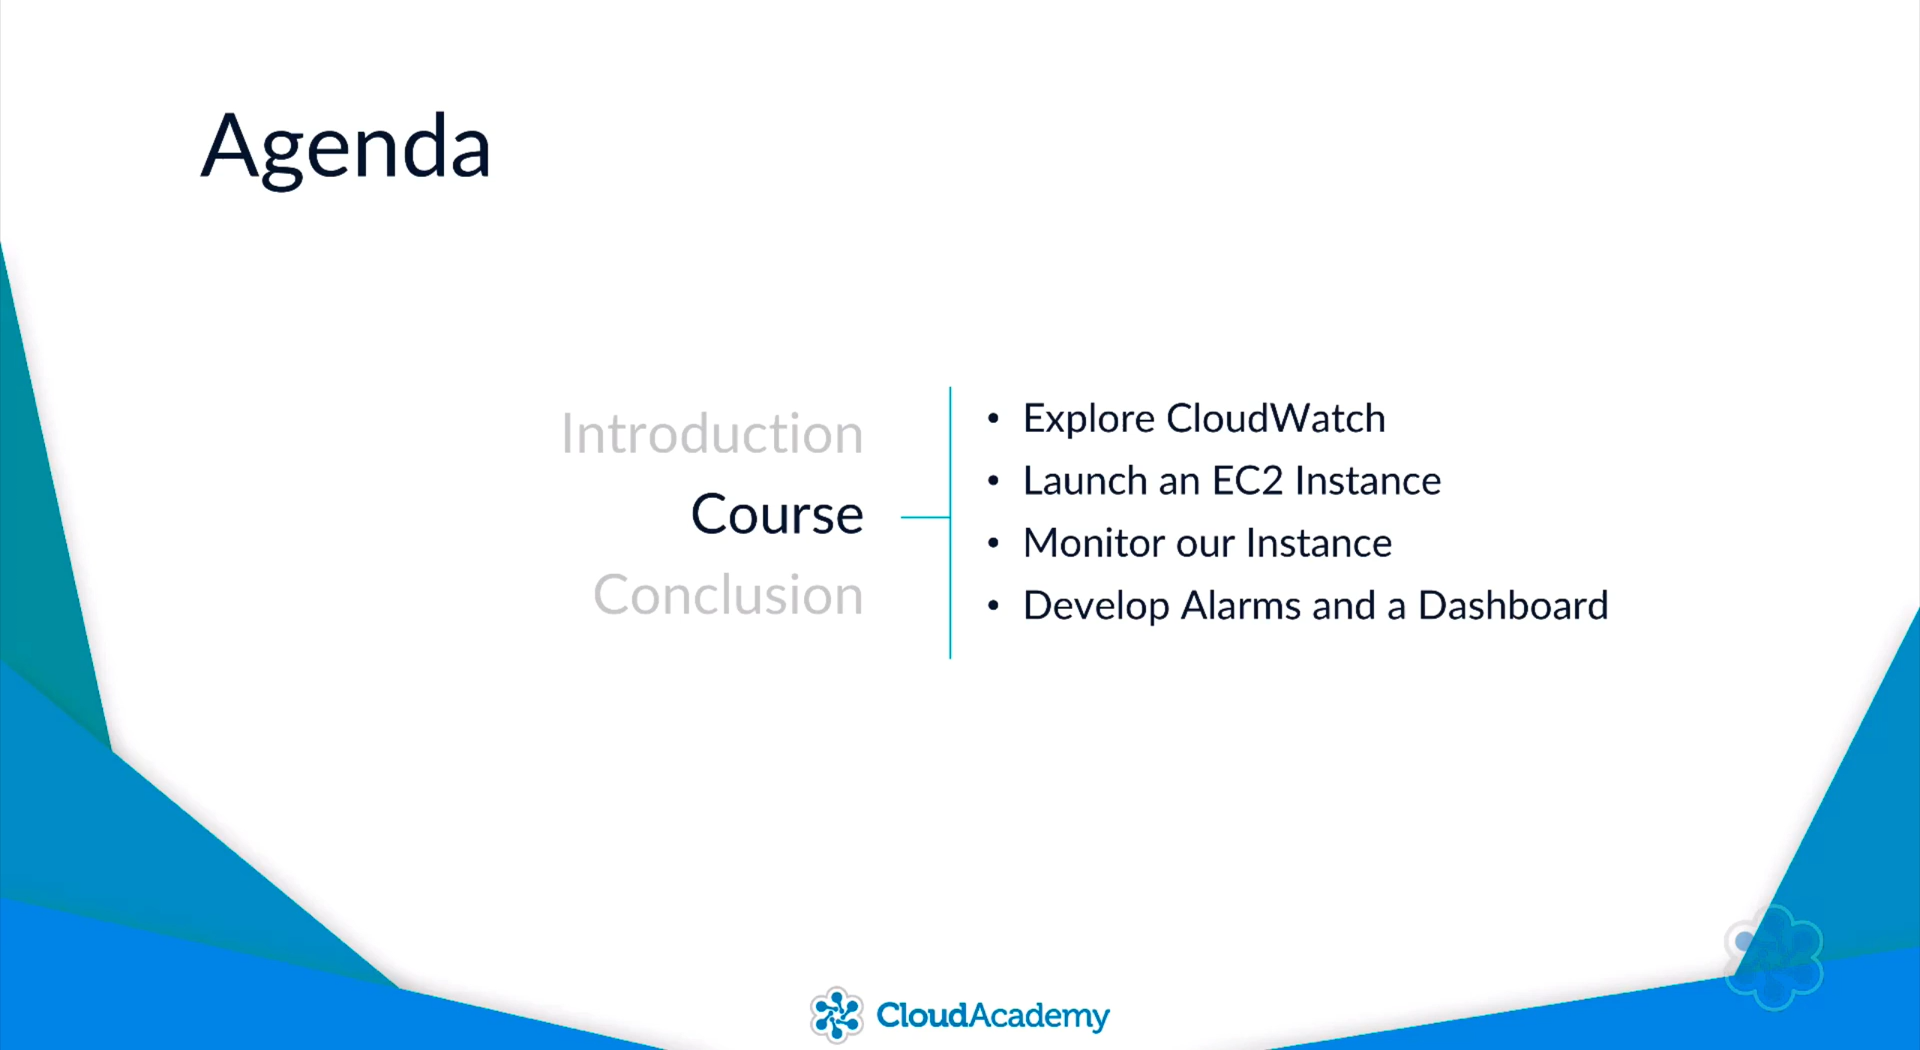 Agenda
Introduction
Course
Conclusion
• Explore CloudWatch
• Launch an EC2 Instance
• Monitor our Instance
• Develop Alarms and a Dashboard
CloudAcademy